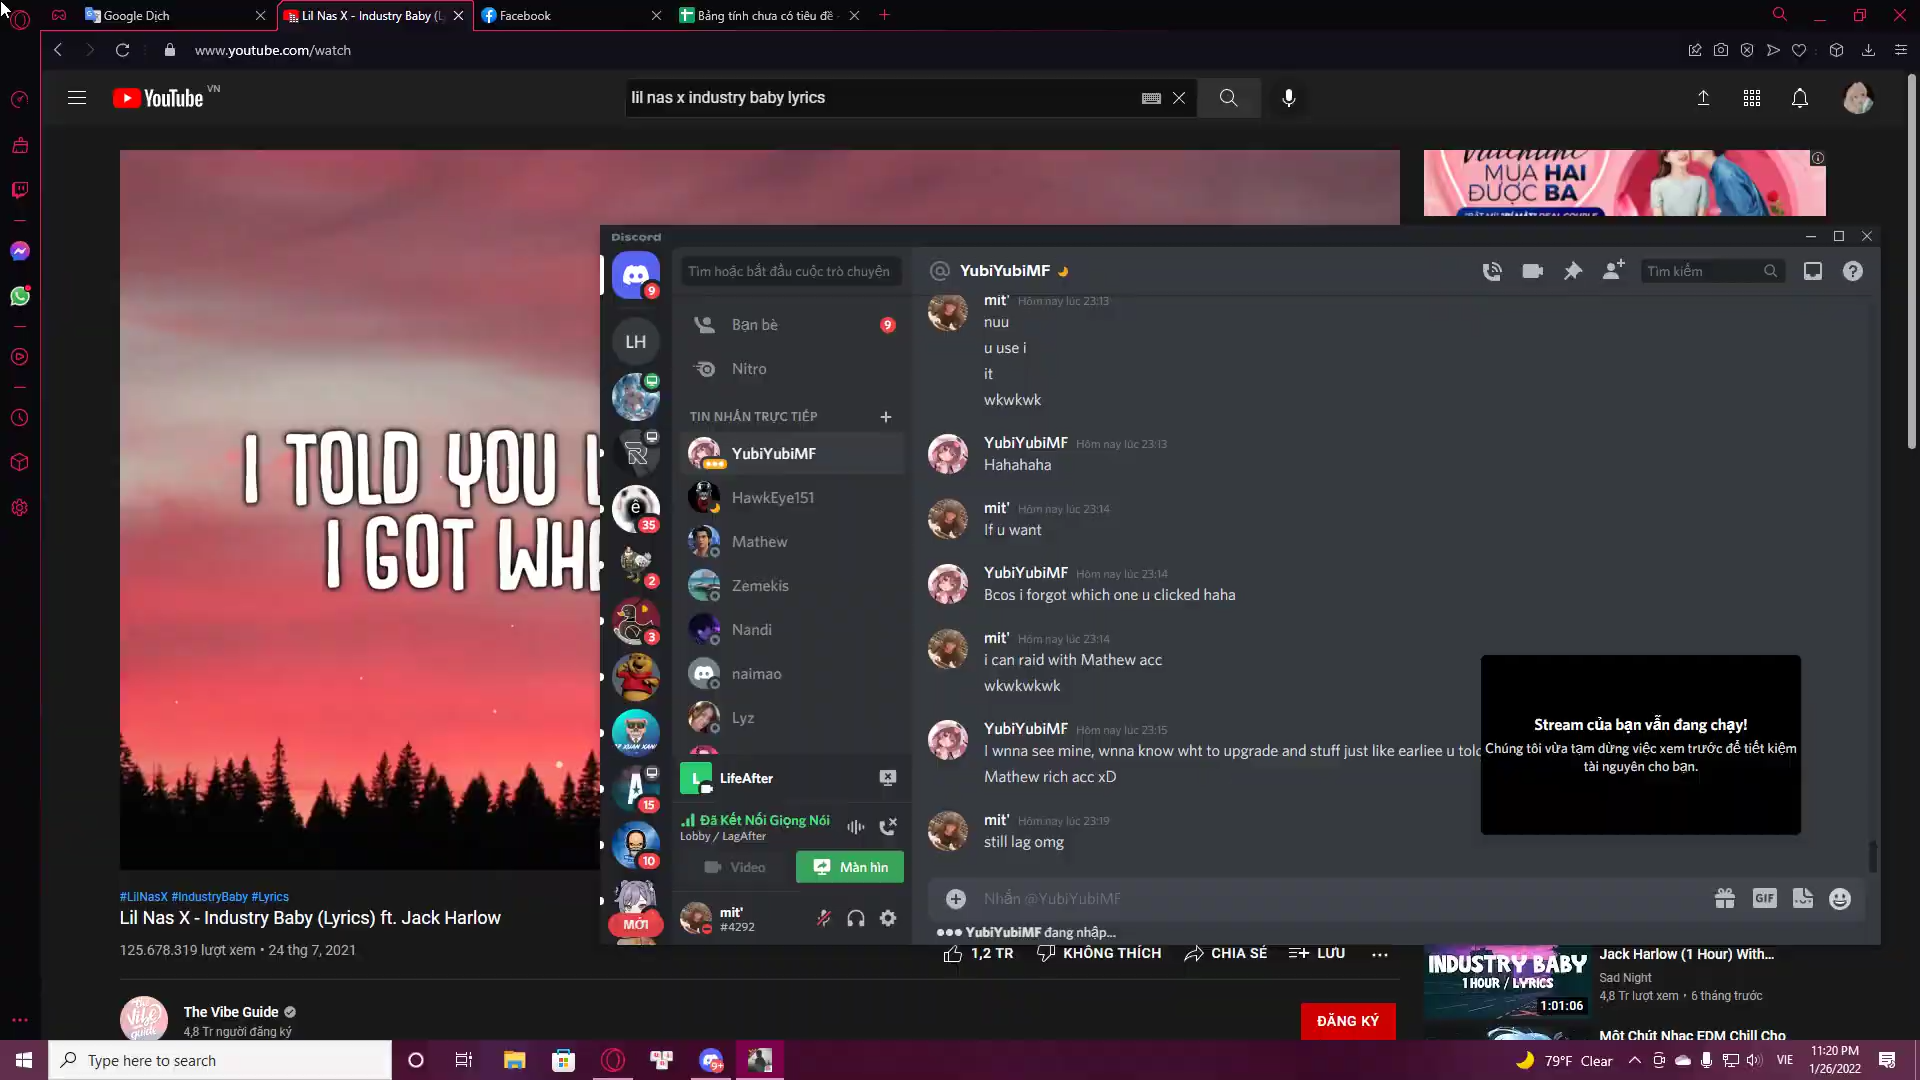 Google Dịch
Lil Nas X - Industry Baby (L
Facebook
Bảng tính chưa có tiêu đề -
www.youtube.com/watch
YouTube VN
lil nas x industry baby lyrics
MUA HAI
ĐƯỢC BA
I TOLD YOU
I GOT WH
Discord
9
LH
35
2
3
15
10
MỚI
Tìm hoặc bắt đầu cuộc trò chuyện
Bạn bè
9
Nitro
TIN NHẮN TRỰC TIẾP
YubiYubiMF
HawkEye151
Mathew
Zemekis
Nandi
naimao
Lyz
L LifeAfter
Đã Kết Nối Giọng Nói
Lobby / LagAfter
Video
Màn hìn
mit'
#4292
YubiYubiMF
Tìm kiếm
mit' Hôm nay lúc 23:13
nuu
u use i
it
wkwkwk
YubiYubiMF Hôm nay lúc 23:13
Hahahaha
mit' Hôm nay lúc 23:14
If u want
YubiYubiMF Hôm nay lúc 23:14
Bcos i forgot which one u clicked haha
mit' Hôm nay lúc 23:14
i can raid with Mathew acc
wkwkwkwk
YubiYubiMF Hôm nay lúc 23:15
I wnna see mine, wnna know wht to upgrade and stuff just like earliee u told
Mathew rich acc xD
mit' Hôm nay lúc 23:19
still lag omg
Stream của bạn vẫn đang chạy!
Chúng tôi vừa tạm dừng việc xem trước để tiết kiệm
tài nguyên cho bạn.
Nhắn @YubiYubiMF
GIF
YubiYubiMF đang nhập...
#LilNasX #IndustryBaby #Lyrics
Lil Nas X - Industry Baby (Lyrics) ft. Jack Harlow
125.678.319 lượt xem • 24 thg 7, 2021
1,2 TR
KHÔNG THÍCH
CHIA SẺ
LƯU
The Vibe Guide
4,8 Tr người đăng ký
ĐĂNG KÝ
INDUSTRY BABY
1 HOUR / LYRICS
1:01:06
Jack Harlow (1 Hour) With...
Sad Night
4,8 Tr lượt xem • 6 tháng trước
Một Chút Nhạc EDM Chill Cho
Type here to search
9+
79°F Clear
VIE
11:20 PM
1/26/2022